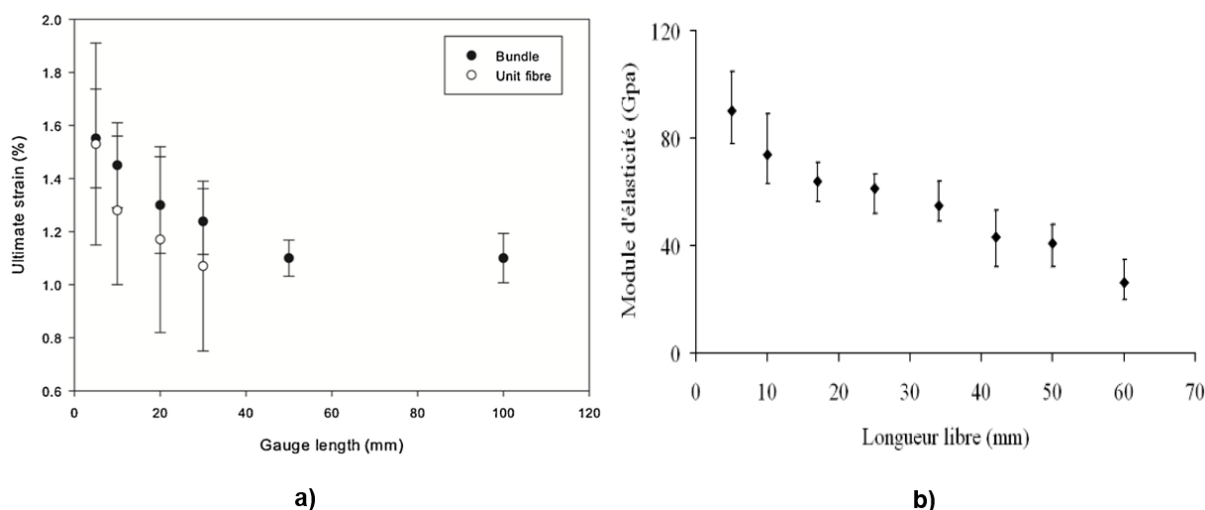 2.0
1.8
1.6
1.4
1.2
1.0
0.8
0.6
Ultimate strain (%)
Bundle
Unit fibre
0 20 40 60 80 100 120
Gauge length (mm)
a)
120
80
40
0
Module d'élasticité (Gpa)
0 10 20 30 40 50 60 70
Longueur libre (mm)
b)